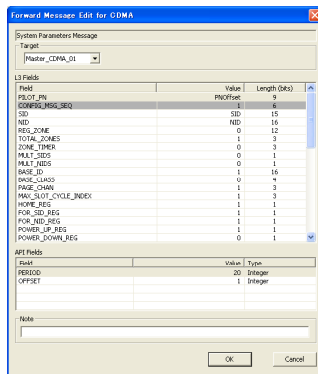 Forward Message Edit for CDMA
System Parameters Message
Target
Master_CDMA_01
L3 Fields
Field Value Length (bits)
PILOT_PN PNOffset 9
CONFIG_MSG_SEQ 1 6
SID SID 15
NID NID 16
REG_ZONE 0 12
TOTAL_ZONES 1 3
ZONE_TIMER 0 3
MULT_SIDS 0 1
MULT_NIDS 0 1
BASE_ID 1 16
BASE_CLASS 0 4
PAGE_CHAN 1 3
MAX_SLOT_CYCLE_INDEX 1 3
HOME_REG 1 1
FOR_SID_REG 1 1
FOR_NID_REG 1 1
POWER_UP_REG 1 1
POWER_DOWN_REG 0 1
API Fields
Field Value Type
PERIOD 20 Integer
OFFSET 1 Integer
Note
OK Cancel